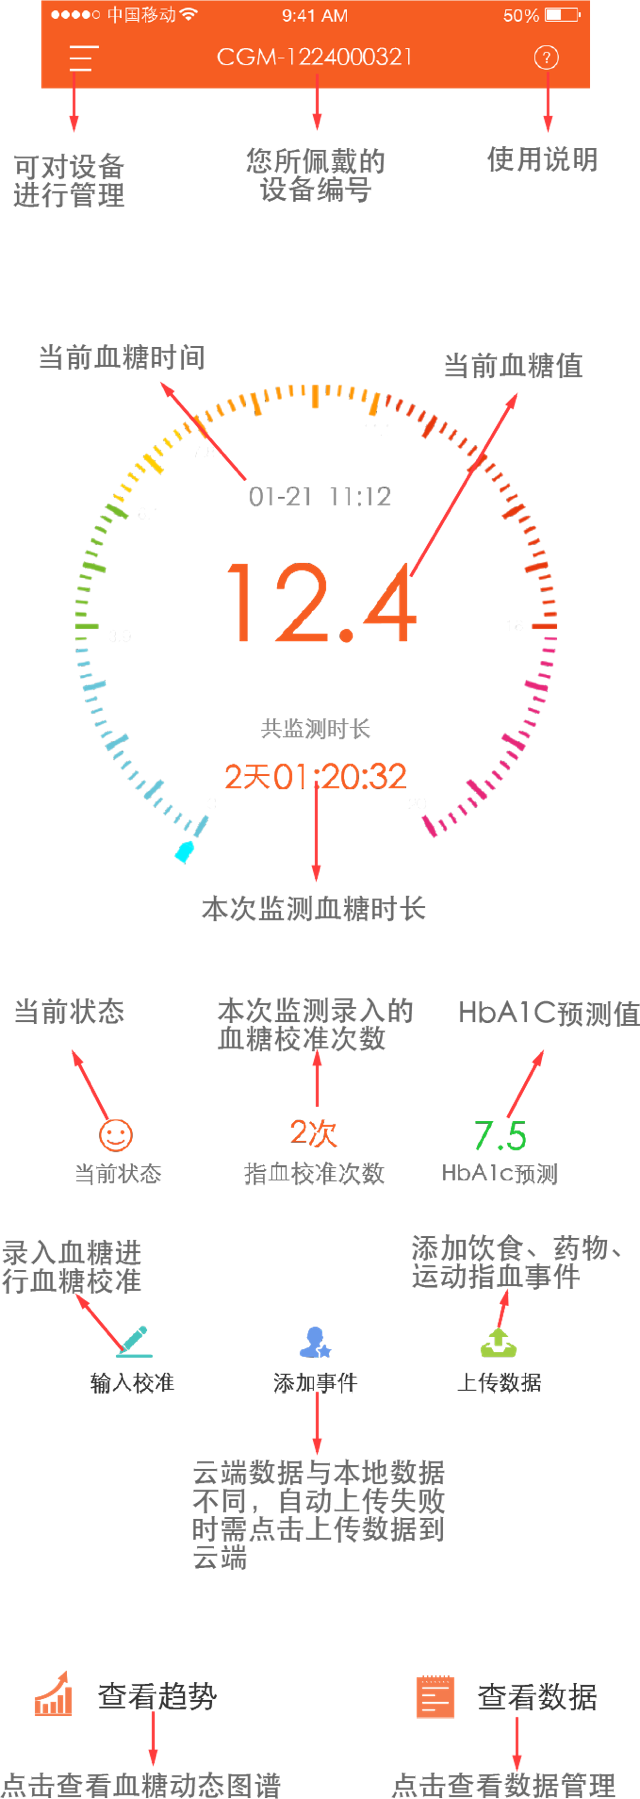 中国移动 9:41 AM 50%
CGM-1224000321 ?
可对设备
进行管理
您所佩戴的
设备编号
使用说明
当前血糖时间
当前血糖值
01-21 11:12
12.4
共监测时长
2天01:20:32
本次监测血糖时长
当前状态
本次监测录入的
血糖校准次数
HbA1C预测值
2次
7.5
当前状态
指血校准次数
HbA1c预测
录入血糖进
行血糖校准
添加饮食、药物、
运动指血事件
输入校准
添加事件
上传数据
云端数据与本地数据
不同，自动上传失败
时需点击上传数据到
云端
查看趋势
查看数据
点击查看血糖动态图谱
点击查看数据管理